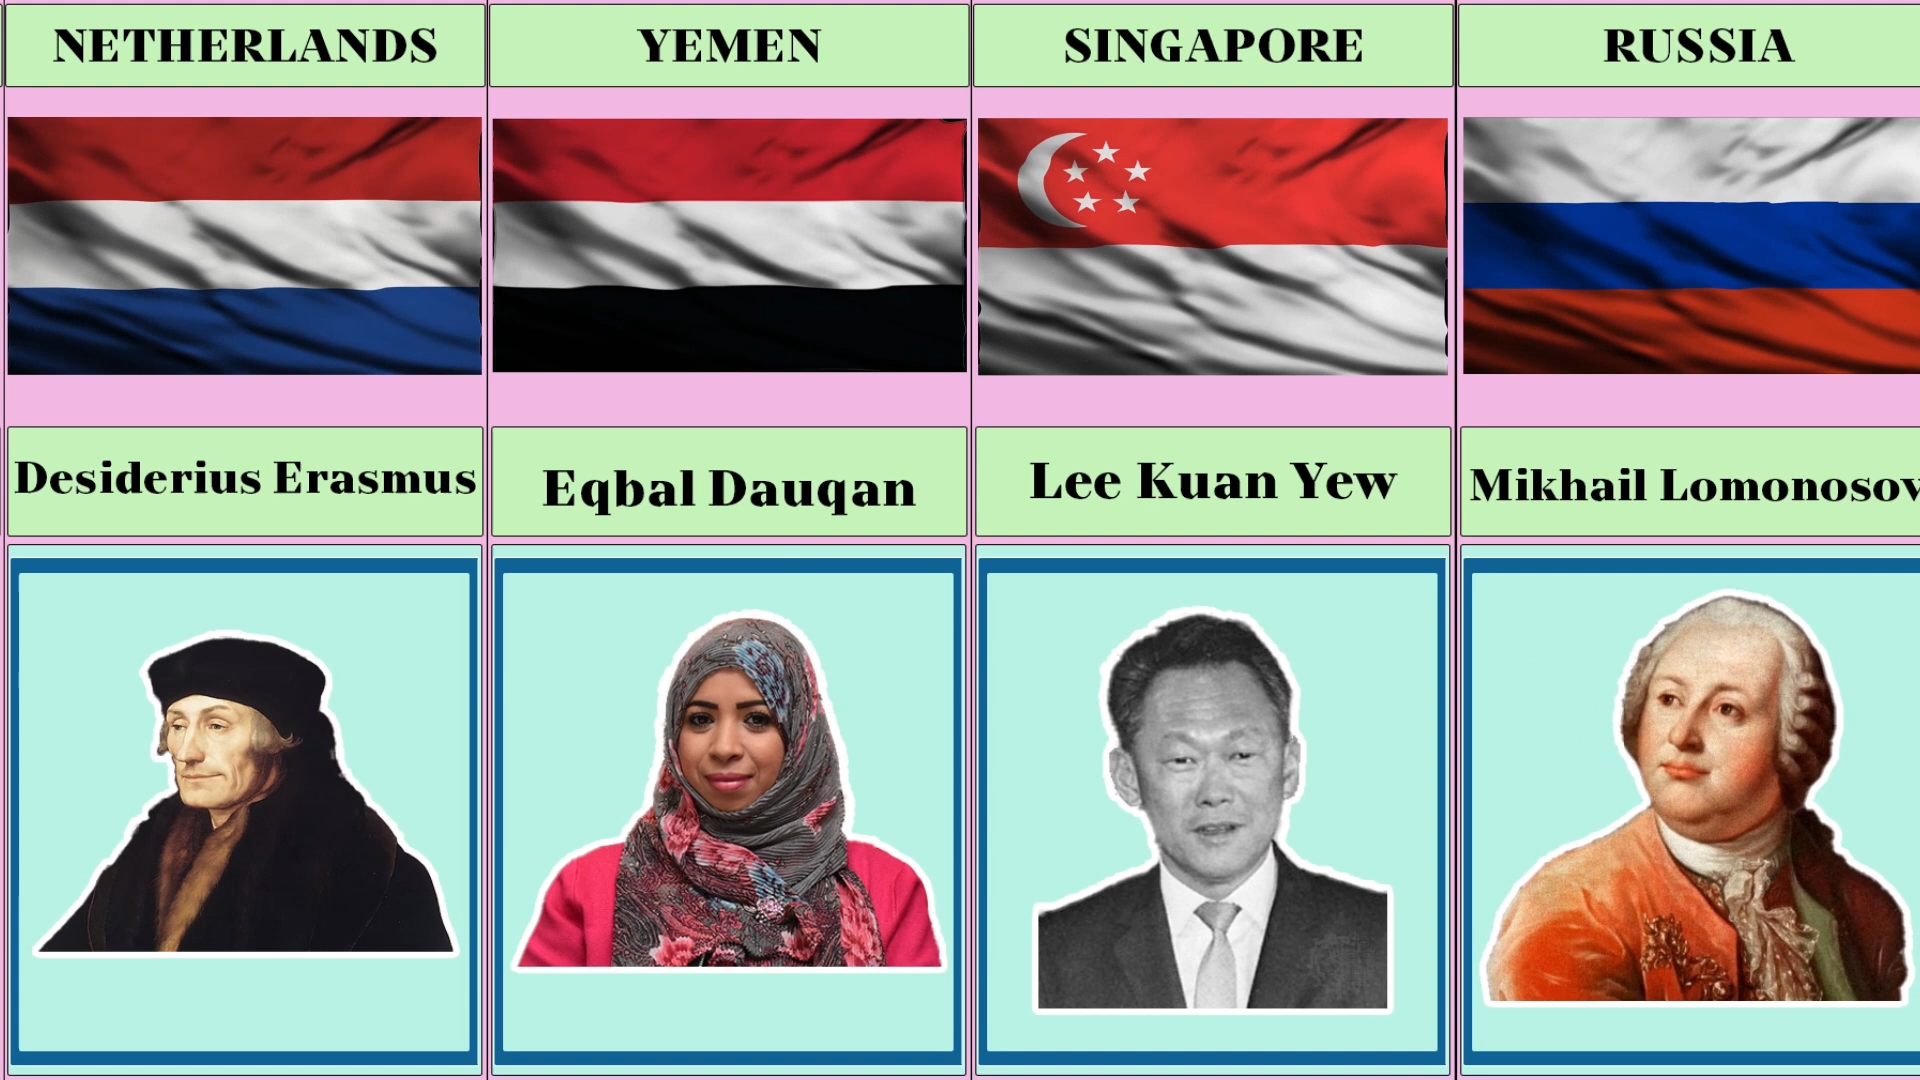 NETHERLANDS
YEMEN
SINGAPORE
RUSSIA
Desiderius Erasmus
Eqbal Dauqan
Lee Kuan Yew
Mikhail Lomonosov